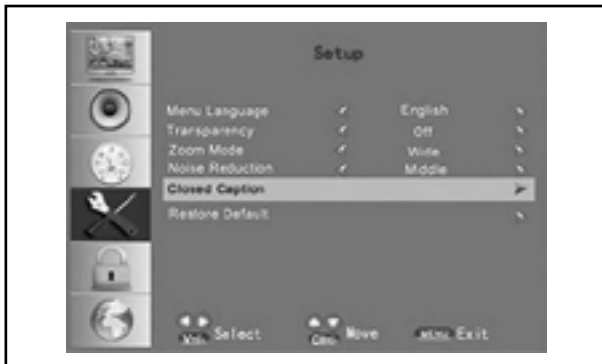 Setup
Menu Language English
Transparency Off
Zoom Mode Wide
Noise Reduction Middle
Closed Caption
Restore Default
Select Move MENU Exit